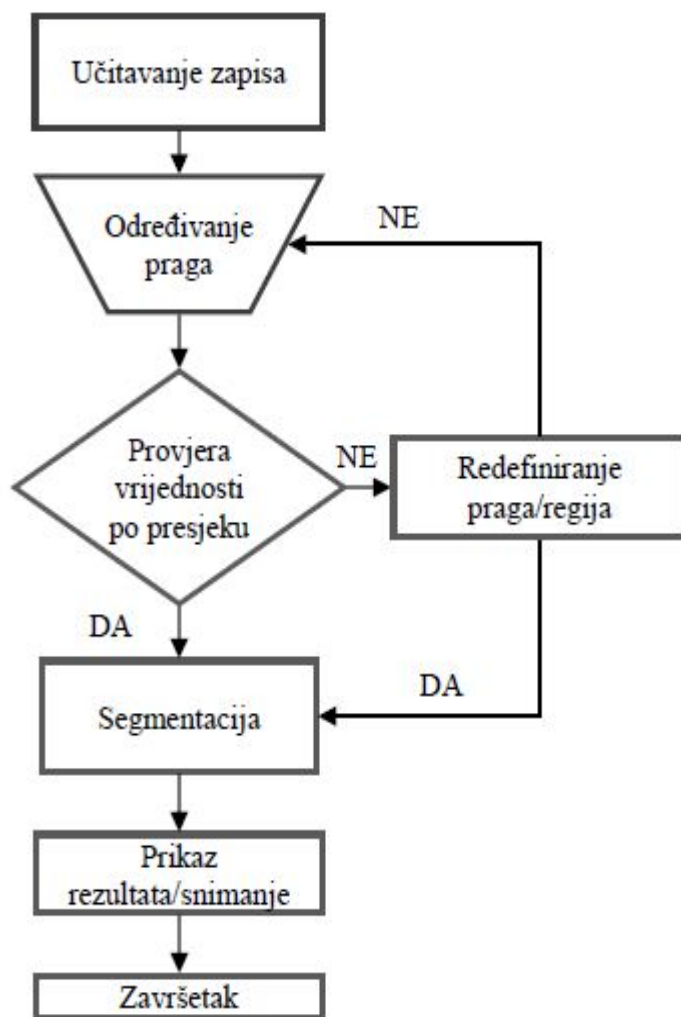 Učitavanje zapisa
Određivanje
praga
NE
Provjera
vrijednosti
po presjeku
NE
Redefiniranje
praga/regija
DA
DA
Segmentacija
Prikaz
rezultata/snimanje
Završetak